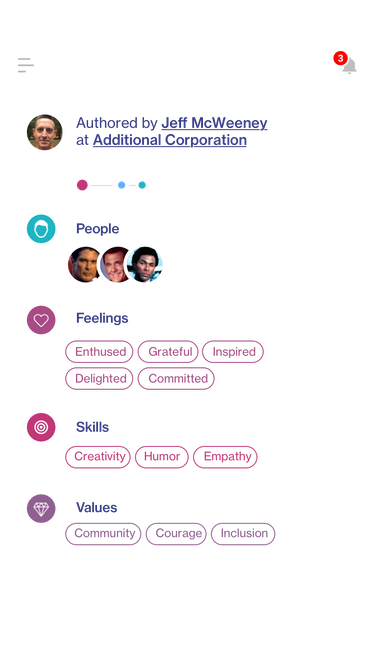 3
Authored by Jeff McWeeney
at Additional Corporation
People
Feelings
Enthused Grateful Inspired
Delighted Committed
Skills
Creativity Humor Empathy
Values
Community Courage Inclusion